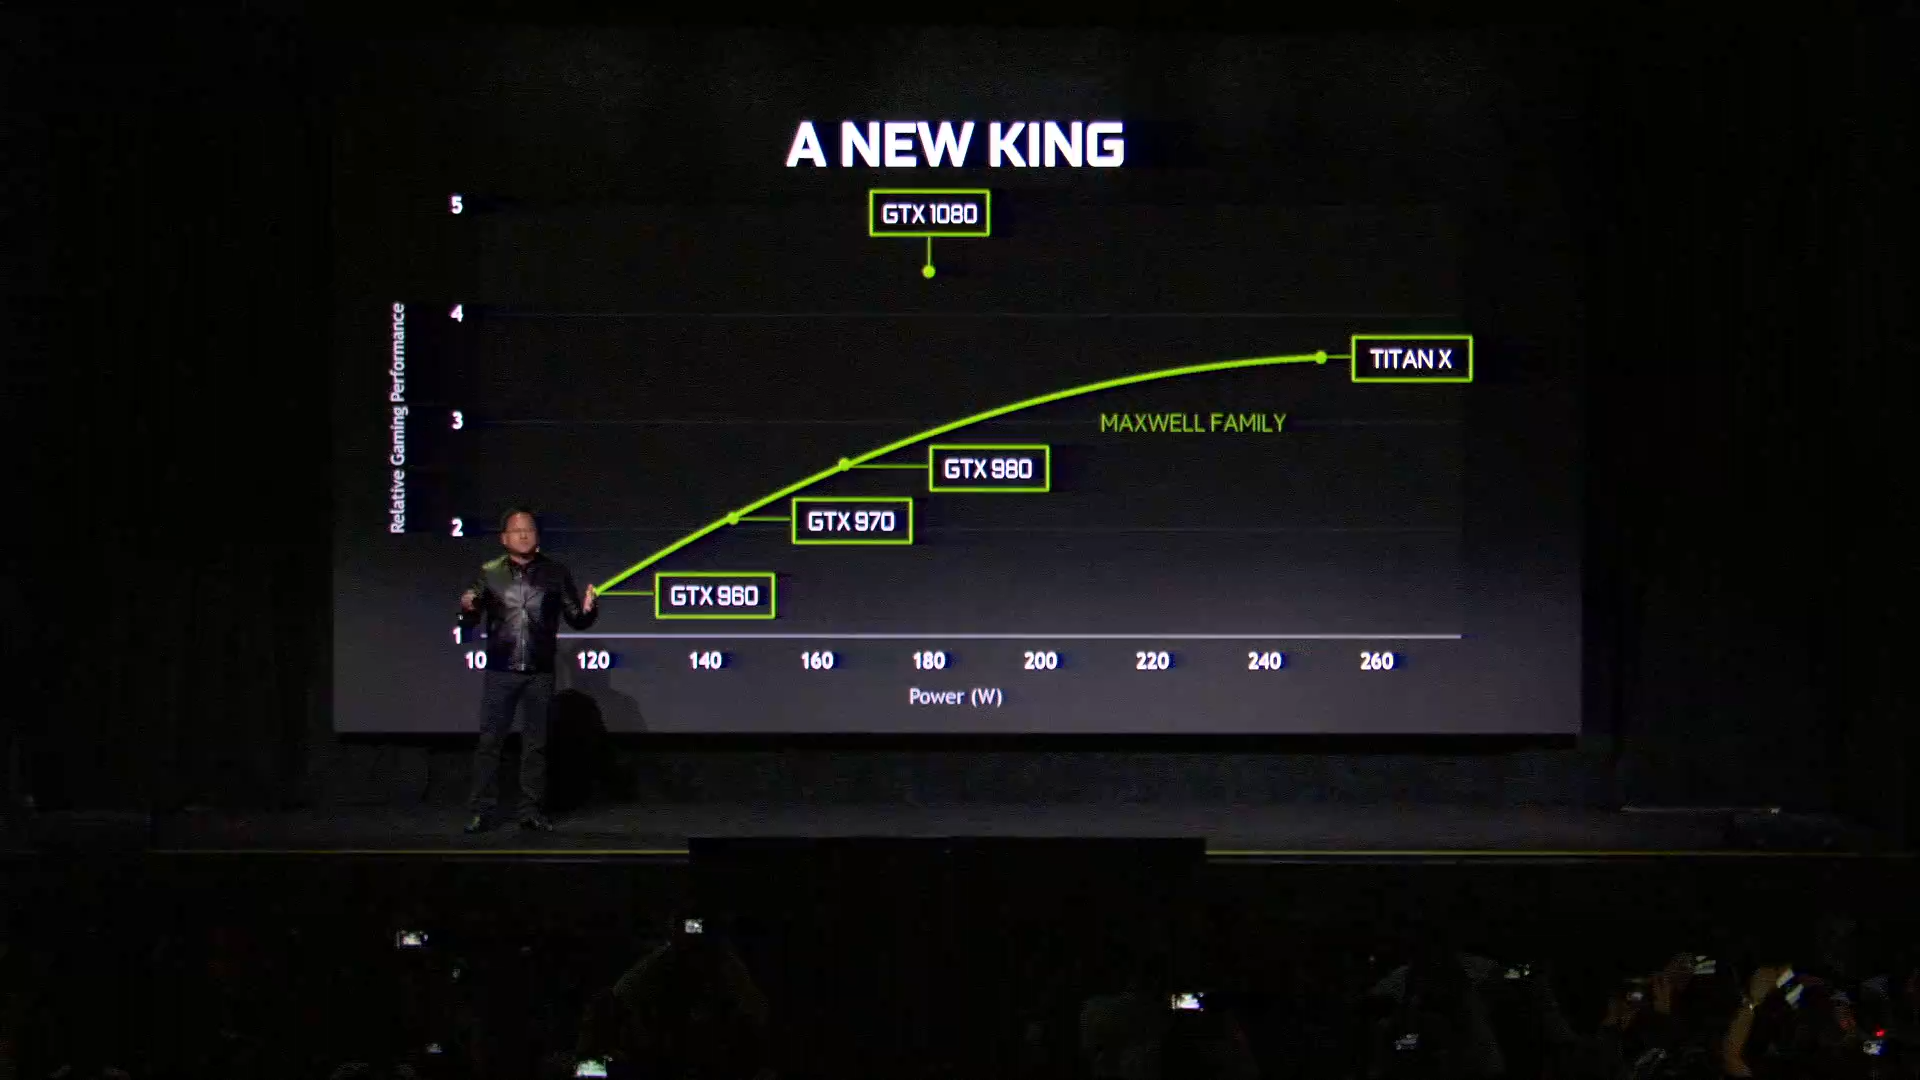 A NEW KING
5
GTX 1080
4
TITAN X
Relative Gaming Performance
3
MAXWELL FAMILY
GTX 980
GTX 970
2
GTX 960
1
10 120 140 160 180 200 220 240 260
Power (W)